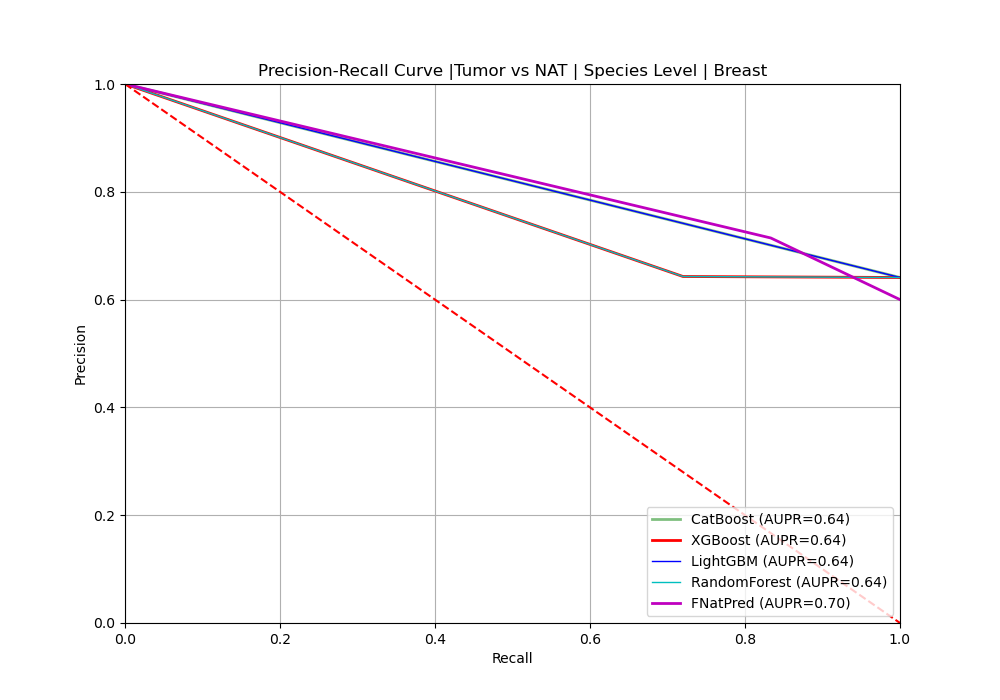 Precision-Recall Curve |Tumor vs NAT | Species Level | Breast
1.0
0.8
0.6
0.4
0.2
0.0
Precision
0.0 0.2 0.4 0.6 0.8 1.0
Recall
CatBoost (AUPR=0.64)
XGBoost (AUPR=0.64)
LightGBM (AUPR=0.64)
RandomForest (AUPR=0.64)
FNatPred (AUPR=0.70)